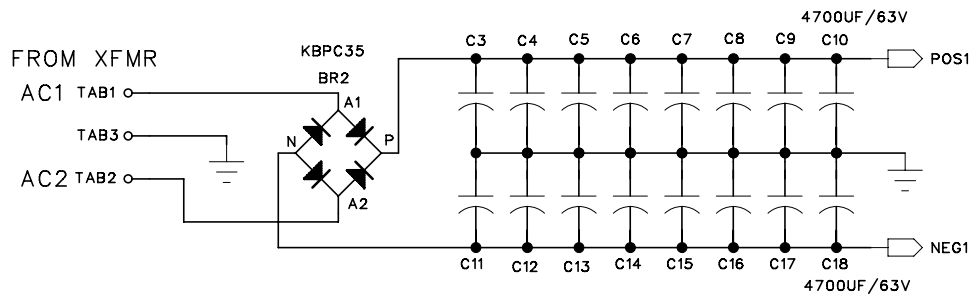 4700UF/63V
C3 C4 C5 C6 C7 C8 C9 C10
KBPC35
FROM XFMR
POS1
BR2
AC1 TAB1
A1
TAB3
N
P
AC2 TAB2
A2
NEG1
C11 C12 C13 C14 C15 C16 C17 C18
4700UF/63V